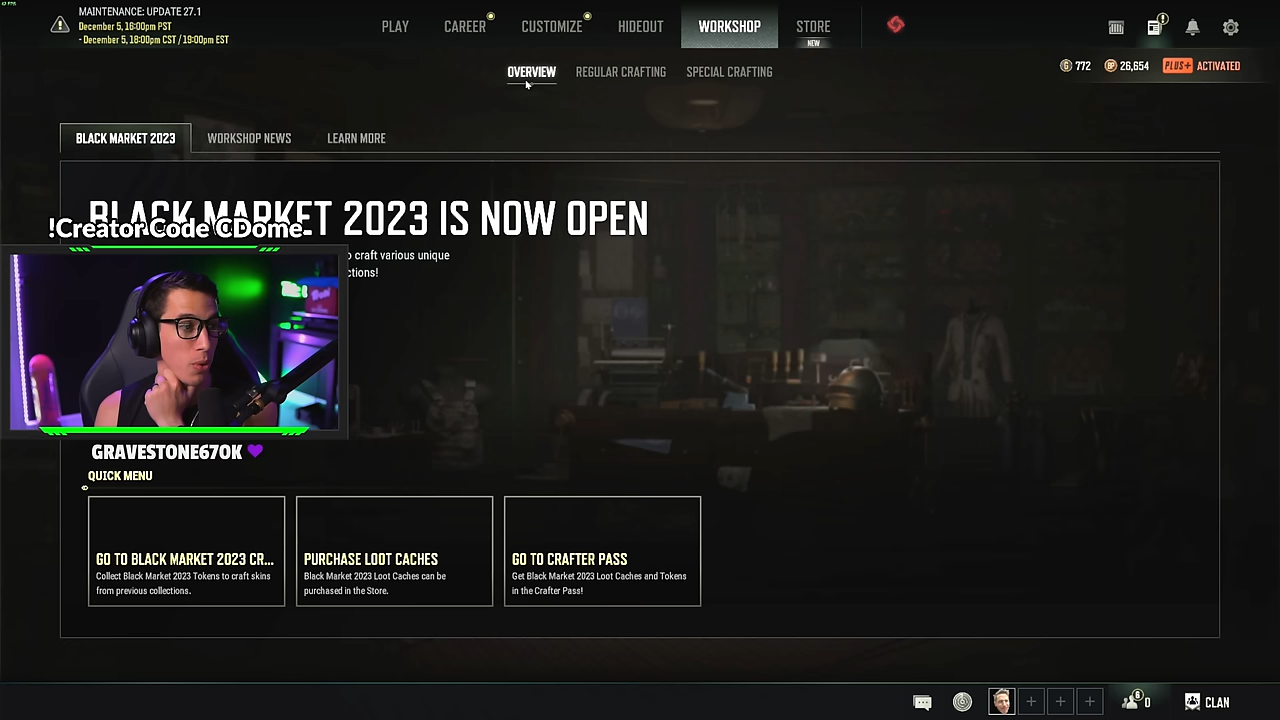 MAINTENANCE: UPDATE 27.1
December 5, 16:00pm PST
- December 5, 18:00pm CST / 19:00pm EST
PLAY
CAREER
CUSTOMIZE
HIDEOUT
WORKSHOP
STORE
NEW
OVERVIEW
REGULAR CRAFTING
SPECIAL CRAFTING
G 772
BP 26,654
PLUS+ ACTIVATED
BLACK MARKET 2023
WORKSHOP NEWS
LEARN MORE
BLACK MARKET 2023 IS NOW OPEN
!Creator Code CDome
o craft various unique
ctions!
GRAVESTONE670K
QUICK MENU
GO TO BLACK MARKET 2023 CR...
Collect Black Market 2023 Tokens to craft skins
from previous collections.
PURCHASE LOOT CACHES
Black Market 2023 Loot Caches can be
purchased in the Store.
GO TO CRAFTER PASS
Get Black Market 2023 Loot Caches and Tokens
in the Crafter Pass!
6
0
CLAN